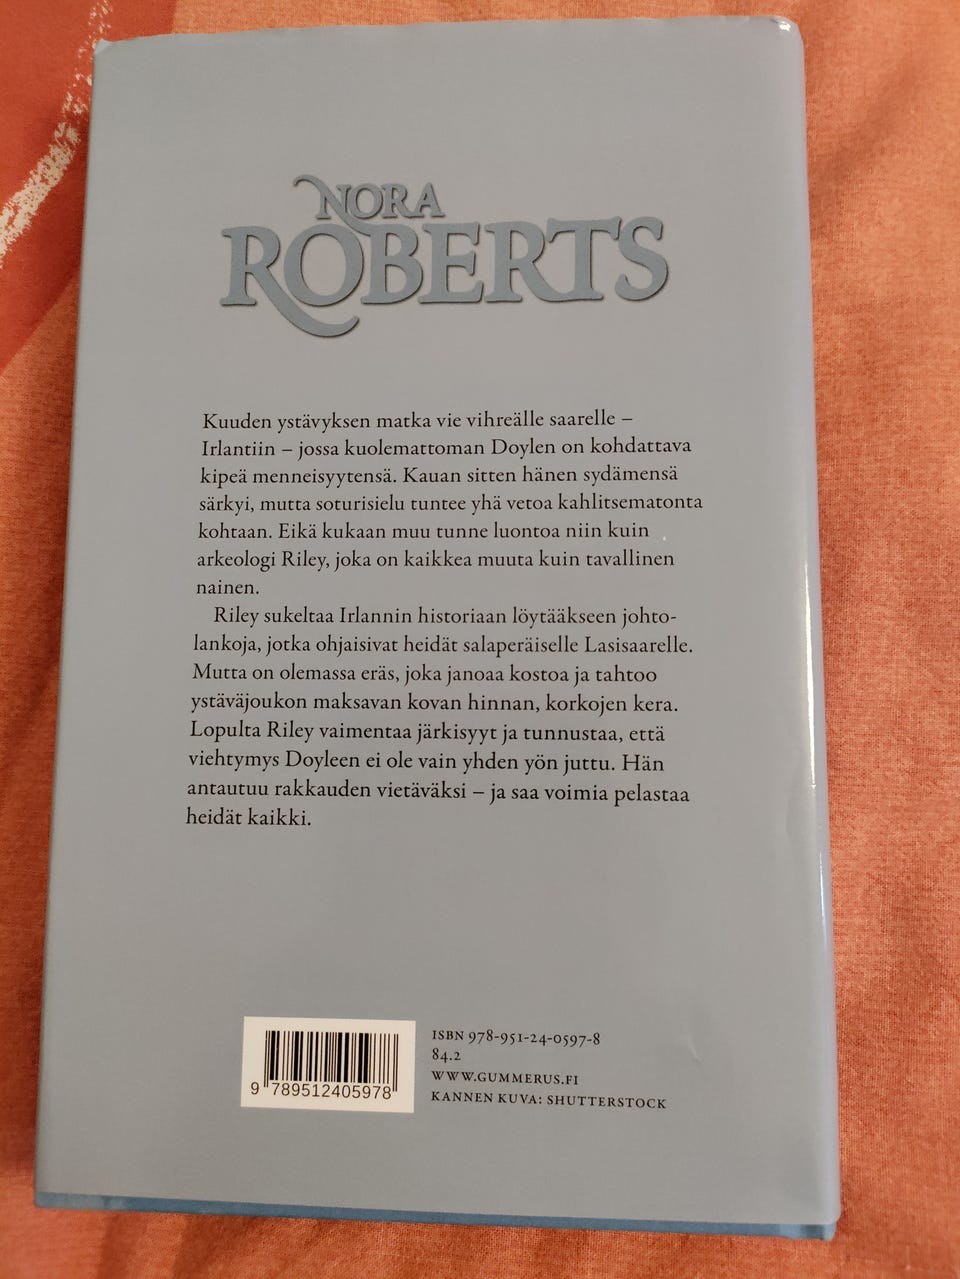 NORA
ROBERTS
Kuuden ystävyksen matka vie vihreälle saarelle –
Irlantiin – jossa kuolemattoman Doylen on kohdattava
kipeä menneisyytensä. Kauan sitten hänen sydämensä
särkyi, mutta soturisielu tuntee yhä vetoa kahlitsematonta
kohtaan. Eikä kukaan muu tunne luontoa niin kuin
arkeologi Riley, joka on kaikkea muuta kuin tavallinen
nainen.
Riley sukeltaa Irlannin historiaan löytääkseen johto-
lankoja, jotka ohjaisivat heidät salaperäiselle Lasisaarelle.
Mutta on olemassa eräs, joka janoaa kostoa ja tahtoo
ystäväjoukon maksavan kovan hinnan, korkojen kera.
Lopulta Riley vaimentaa järkisyyt ja tunnustaa, että
viehtymys Doyleen ei ole vain yhden yön juttu. Hän
antautuu rakkauden vietäväksi – ja saa voimia pelastaa
heidät kaikki.
ISBN 978-951-24-0597-8
84.2
WWW.GUMMERUS.FI
KANNEN KUVA: SHUTTERSTOCK
9 789512 405978